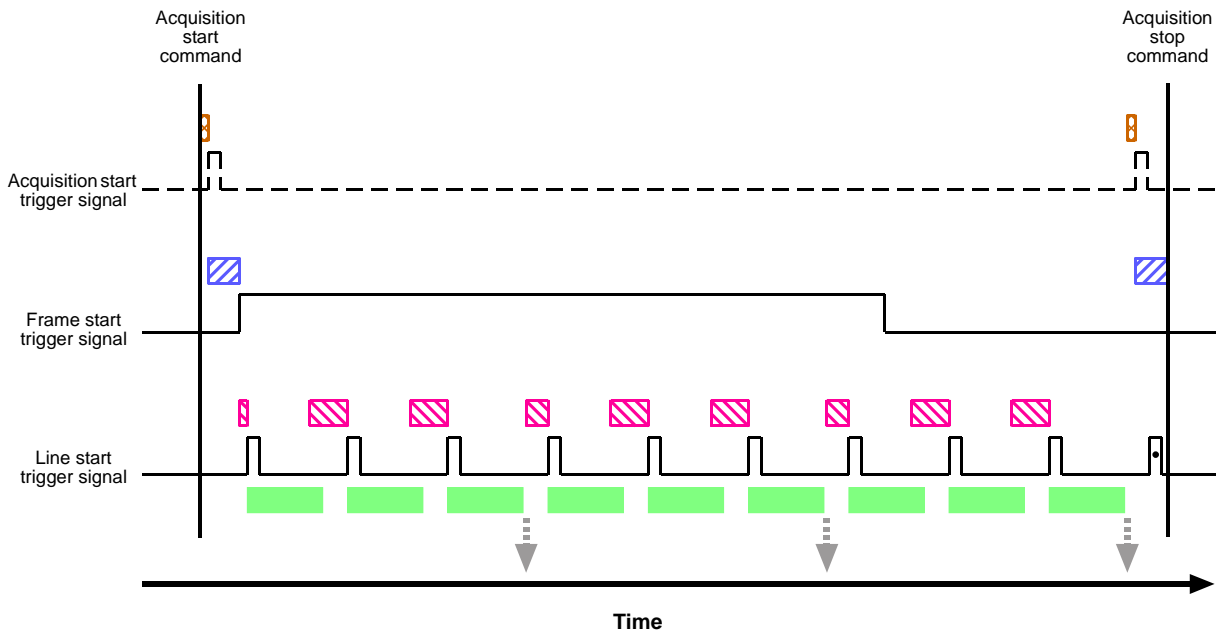 Acquisition
start
command
Acquisition
stop
command
Acquisition start
trigger signal
Frame start
trigger signal
Line start
trigger signal
Time